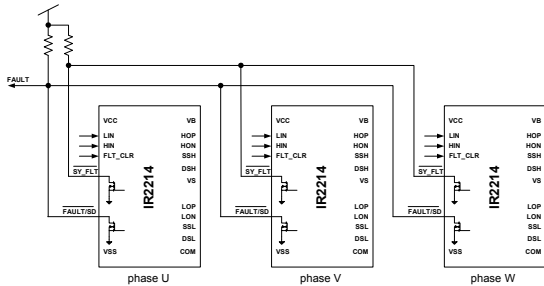 FAULT
VCC
LIN
HIN
FLT_CLR
SY_FLT
FAULT/SD
VSS
IR2214
VB
HOP
HON
SSH
DSH
VS
LOP
LON
SSL
DSL
COM
phase U
VCC
LIN
HIN
FLT_CLR
SY_FLT
FAULT/SD
VSS
IR2214
VB
HOP
HON
SSH
DSH
VS
LOP
LON
SSL
DSL
COM
phase V
VCC
LIN
HIN
FLT_CLR
SY_FLT
FAULT/SD
VSS
IR2214
VB
HOP
HON
SSH
DSH
VS
LOP
LON
SSL
DSL
COM
phase W